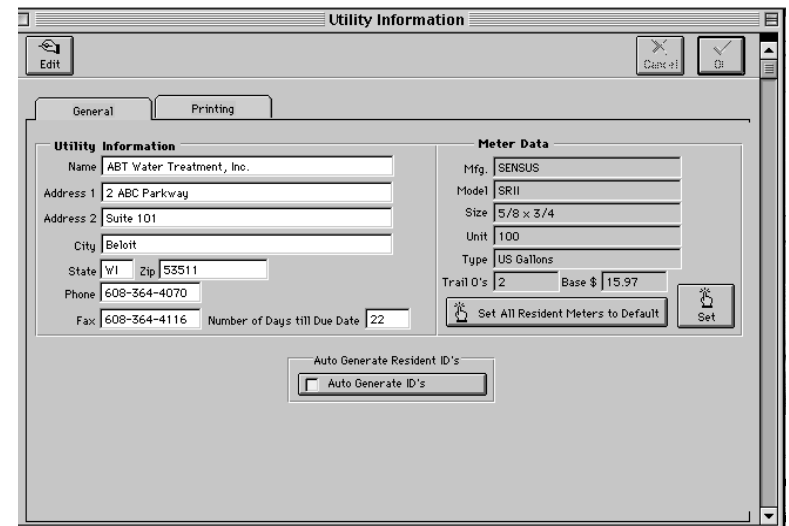 Utility Information
Edit
Cancel
OK
General
Printing
Utility Information
Name ABT Water Treatment, Inc.
Address 1 2 ABC Parkway
Address 2 Suite 101
City Beloit
State WI Zip 53511
Phone 608-364-4070
Fax 608-364-4116 Number of Days till Due Date 22
Meter Data
Mfg. SENSUS
Model SRII
Size 5/8 x 3/4
Unit 100
Type US Gallons
Trail 0's 2 Base $ 15.97
Set All Resident Meters to Default
Set
Auto Generate Resident ID's
Auto Generate ID's